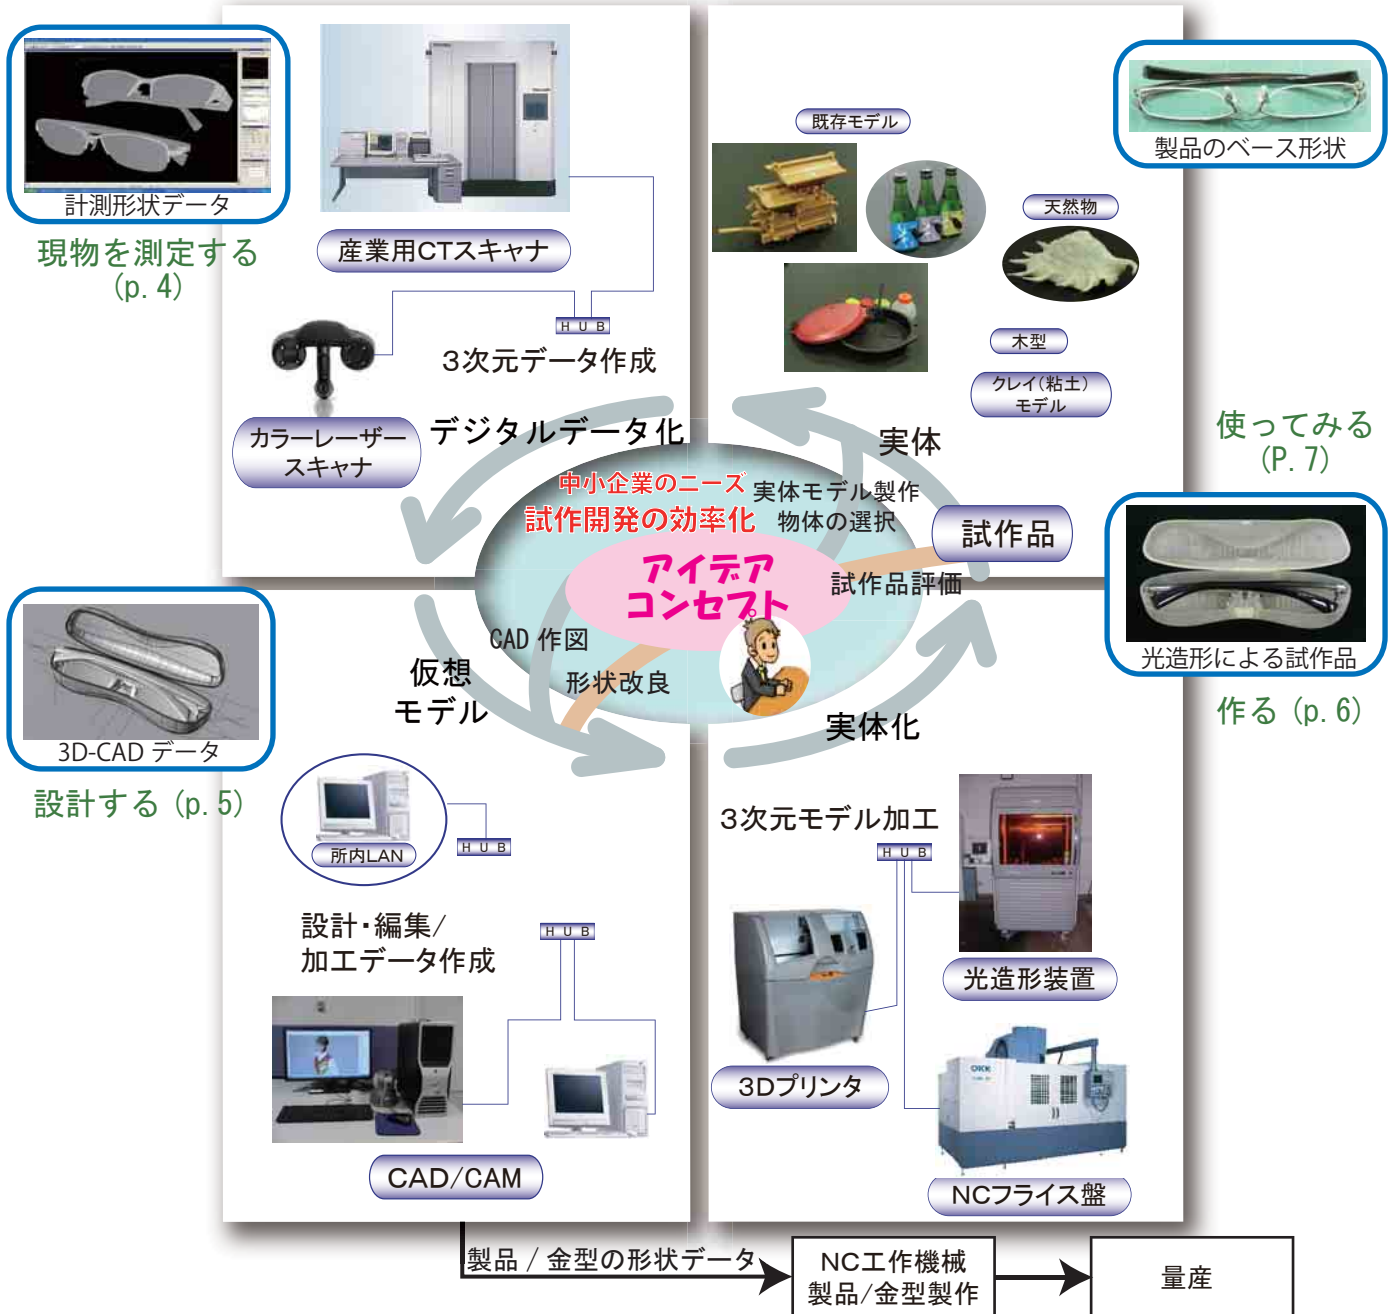 計測形状データ
現物を測定する
(p. 4)
産業用CTスキャナ
HUB
3次元データ作成
カラーレーザー
スキャナ
デジタルデータ化
既存モデル
天然物
木型
クレイ(粘土)
モデル
製品のベース形状
使ってみる
(P. 7)
実体
中小企業のニーズ
試作開発の効率化
実体モデル製作
物体の選択
試作品
アイデア
コンセプト
試作品評価
CAD 作図
形状改良
仮想
モデル
実体化
光造形による試作品
作る (p. 6)
3D-CAD データ
設計する (p. 5)
所内LAN
HUB
設計・編集/
加工データ作成
HUB
CAD/CAM
3次元モデル加工
HUB
光造形装置
3Dプリンタ
OKK
NCフライス盤
製品 / 金型の形状データ
NC工作機械
製品/金型製作
量産